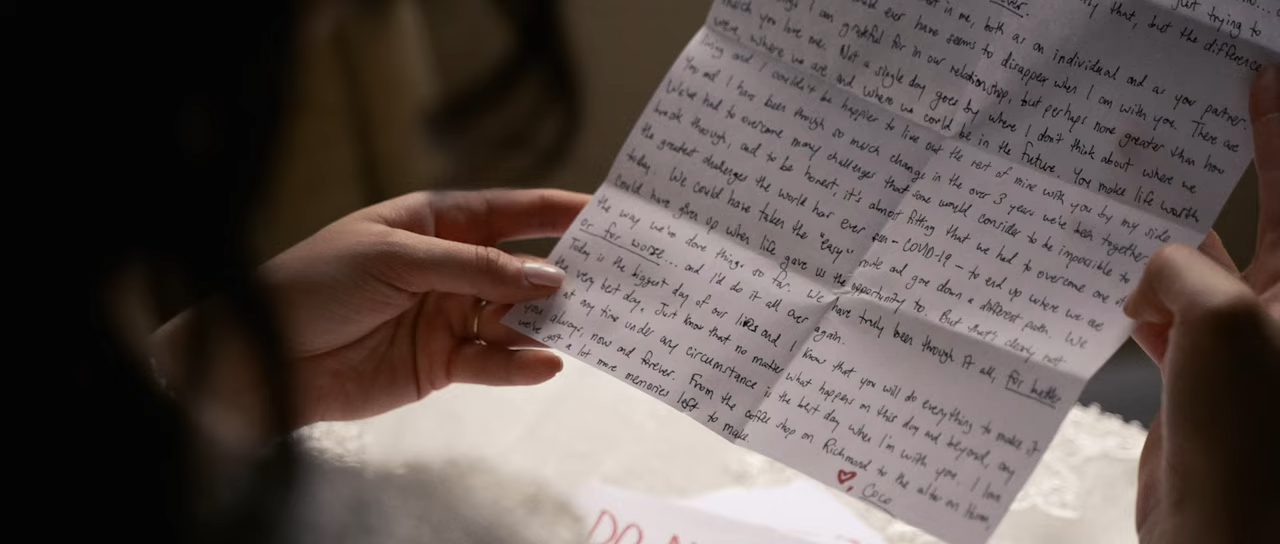 just trying to
over. that, but the difference
in me, both as an individual and as your partner.
ever have seems to disappear when I am with you. There are
I am grateful for in our relationship, but perhaps none greater than how
much you love me. Not a single day goes by where I don't think about where we
were, where we are and where we could be in the future. You make life worth
living and I couldn't be happier to live out the rest of mine with you by my side.
You and I have been through so much change in the over 3 years we've been together.
We've had to overcome many challenges that some would consider to be impossible to
break through, and to be honest, it's almost fitting that we had to overcome one of
the greatest challenges the world has ever seen - COVID-19 - to end up where we are
today. We could have taken the "easy" route and gone down a different path. We
could have given up when life gave us the opportunity to. But that's clearly not
the way we've done things so far. We have truly been through it all, for better
or for worse... and I'd do it all over again.
Today is the biggest day of our lives and I know that you will do everything to make it
the very best day. Just know that no matter what happens on this day and beyond, any
at any time under any circumstance is the best day when I'm with you. I love
you always, now and forever. From the coffee shop on Richmond to the altar on Huron,
we've got a lot more memories left to make.
♥, Coco
DO